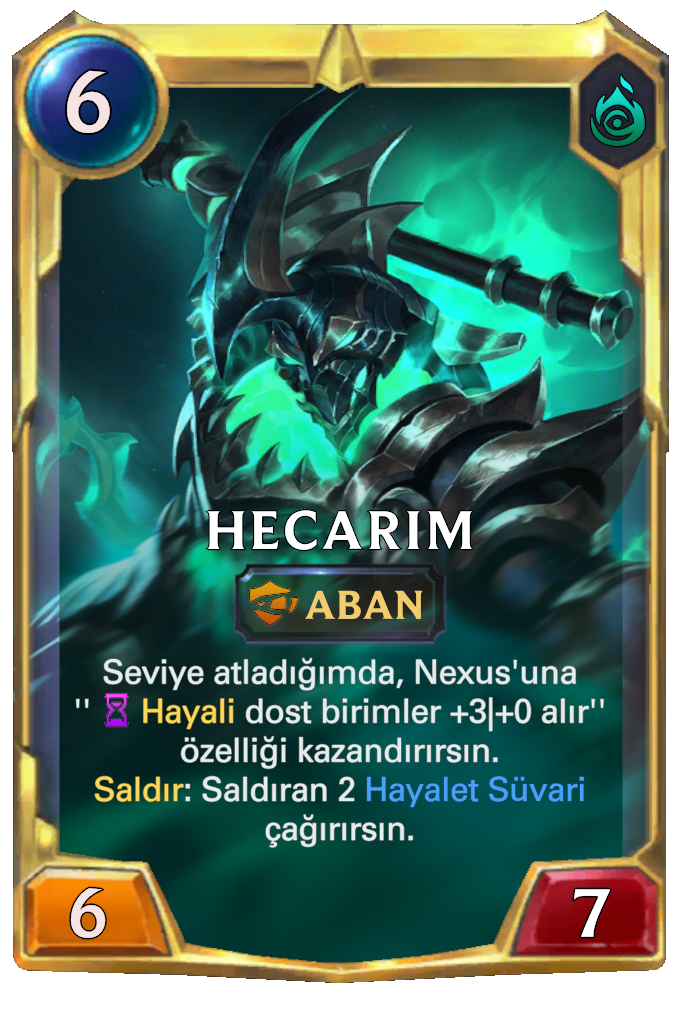 6
HECARIM
ABAN
Seviye atladığımda, Nexus'una
" Hayali dost birimler +3|+0 alır"
özelliği kazandırırsın.
Saldır: Saldıran 2 Hayalet Süvari
çağırırsın.
6
7